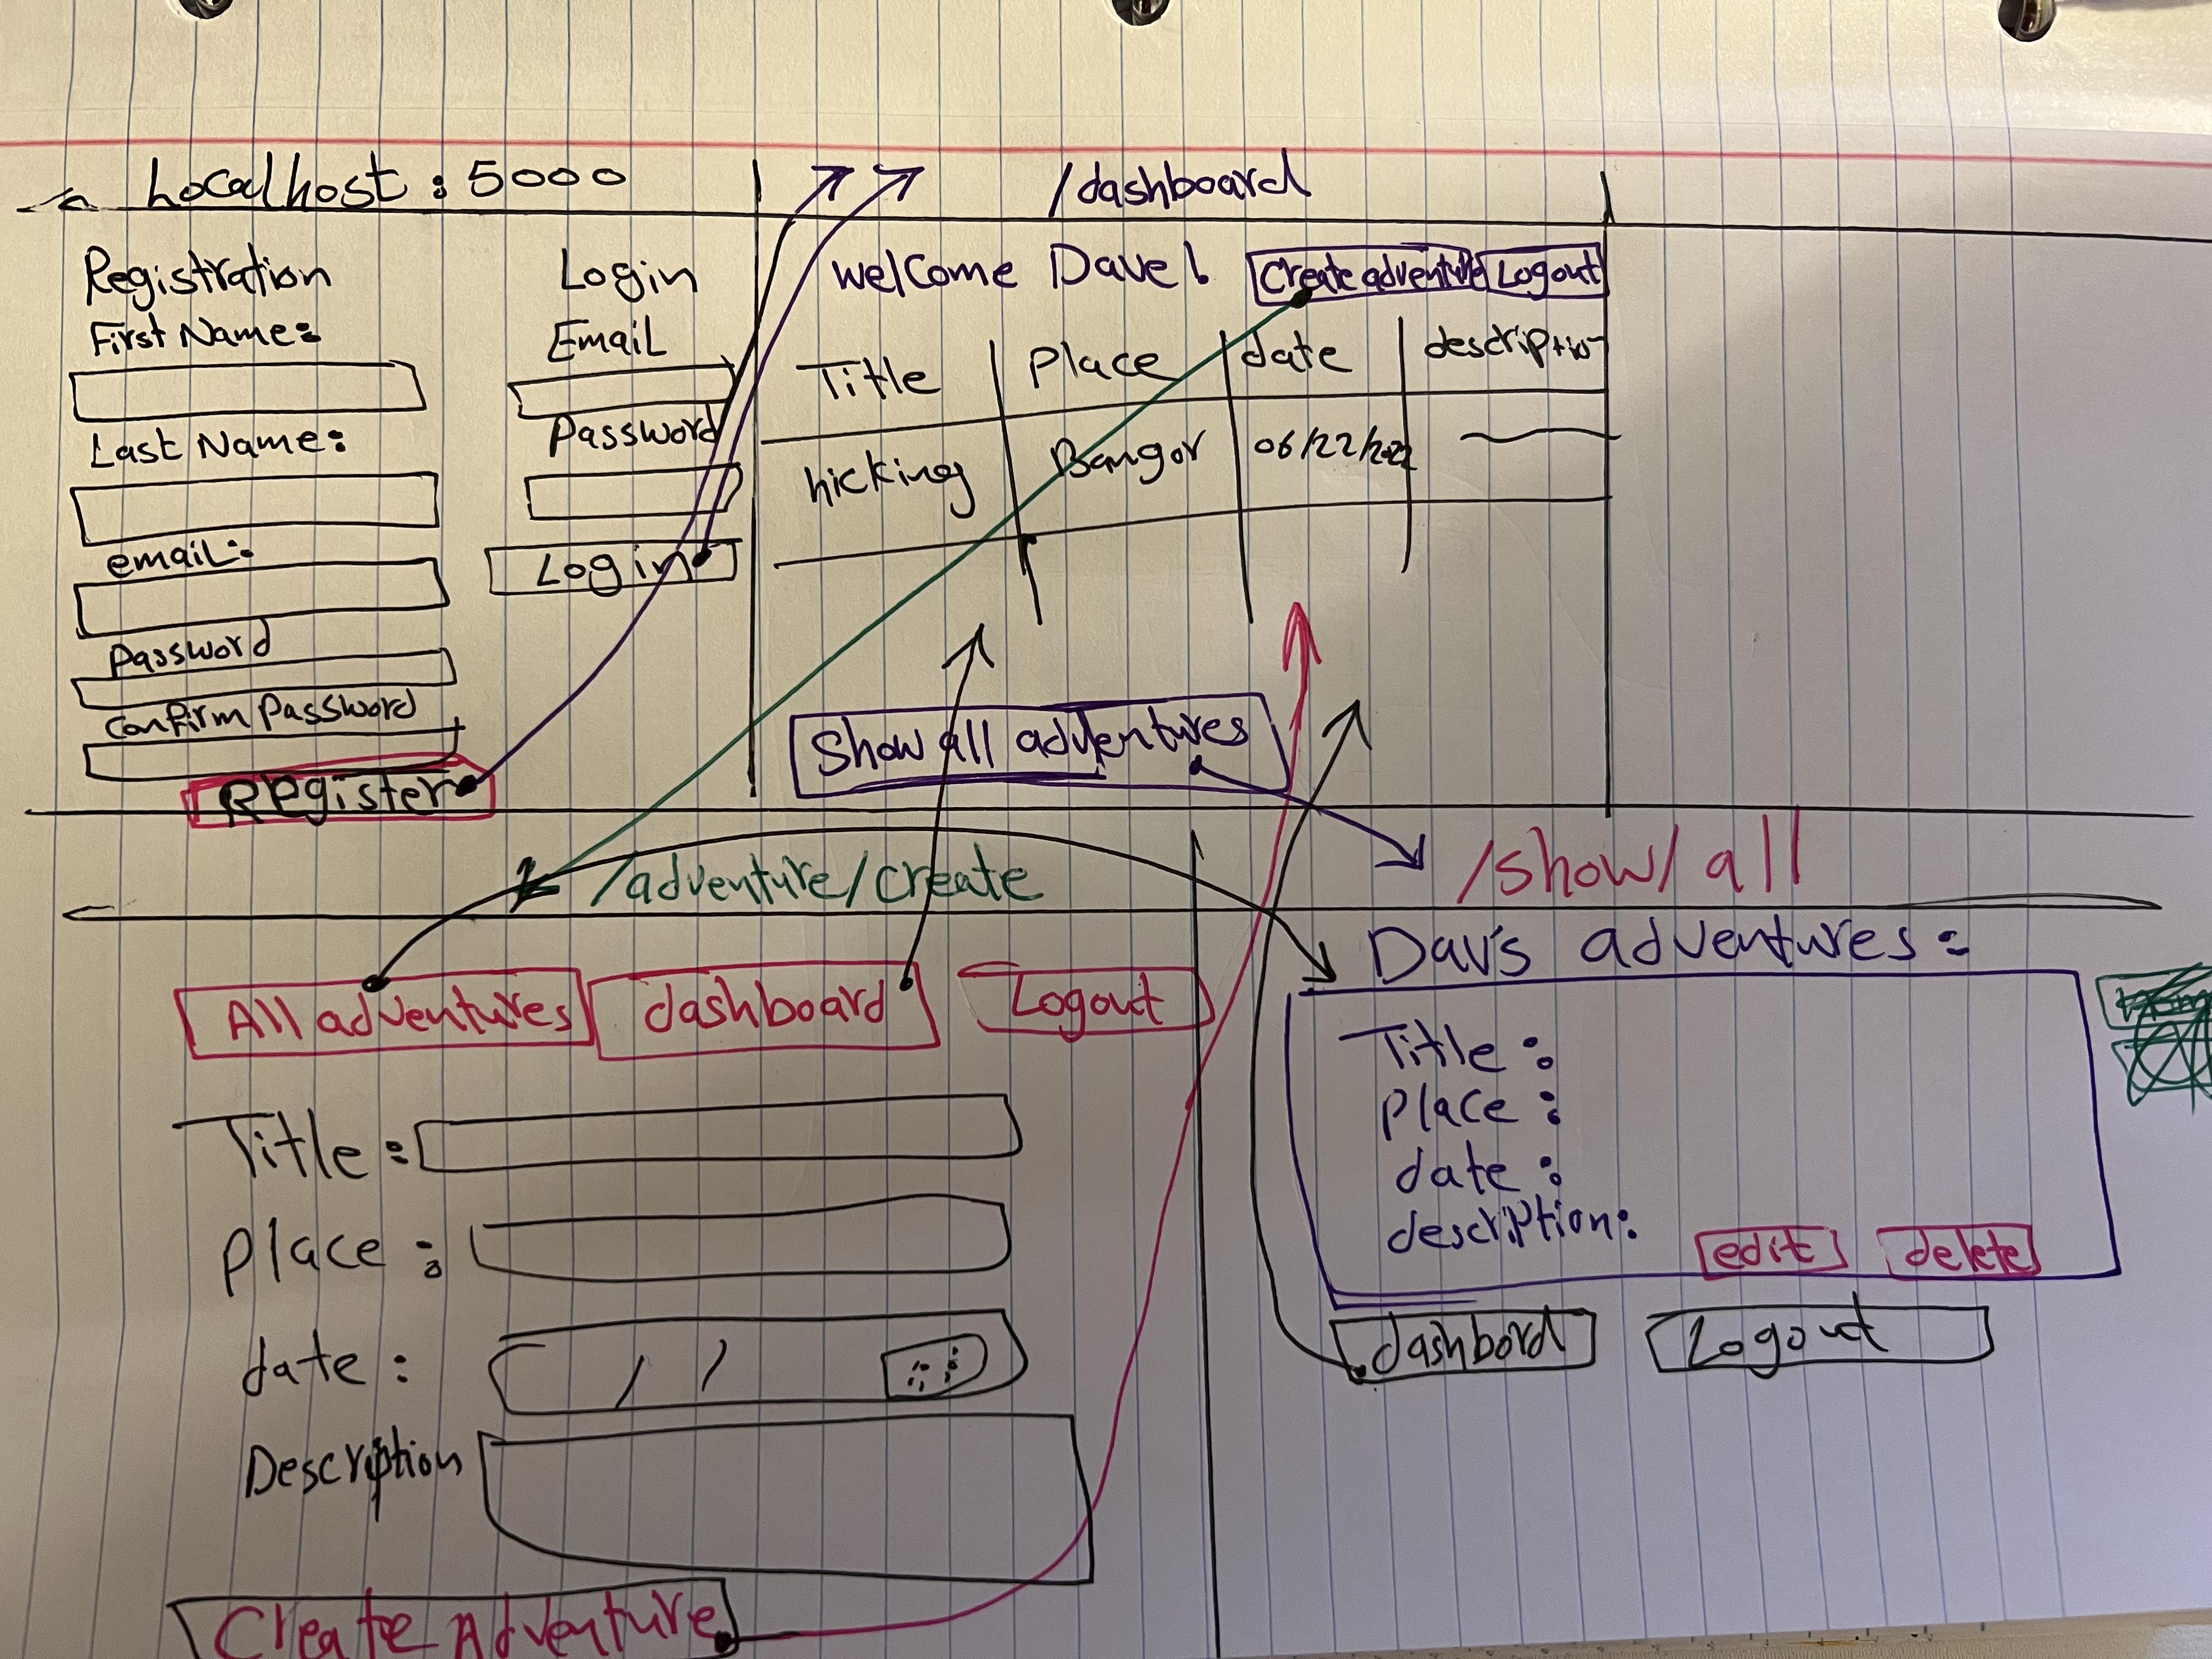 Localhost : 5000
Registration
First Name:
Last Name:
email:
Password
Confirm Password
Register
Login
Email
Password
Login
/dashboard
welcome Dave!
Create adventure
Logout
Title
Place
date
description
hicking
Bangor
06/22/2022
Show all adventures
/adventure/create
All adventures
dashboard
Logout
Title :
Place :
date :
/ /
Description
Create Adventure
/show/all
Dav's adventures :
Title :
Place :
date :
description:
edit
delete
dashbord
Logout